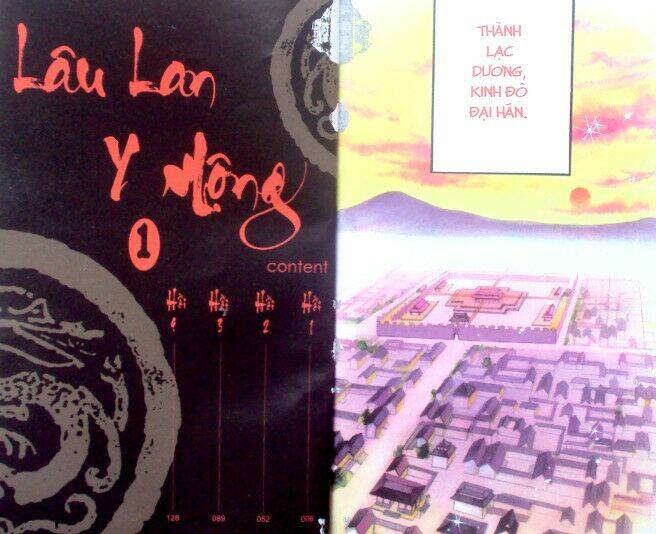 Lâu Lan
Y Mộng
1
content
Hồi 4
Hồi 3
Hồi 2
Hồi 1
128
089
052
006
THÀNH
LẠC
DƯƠNG,
KINH ĐÔ
ĐẠI HÁN.